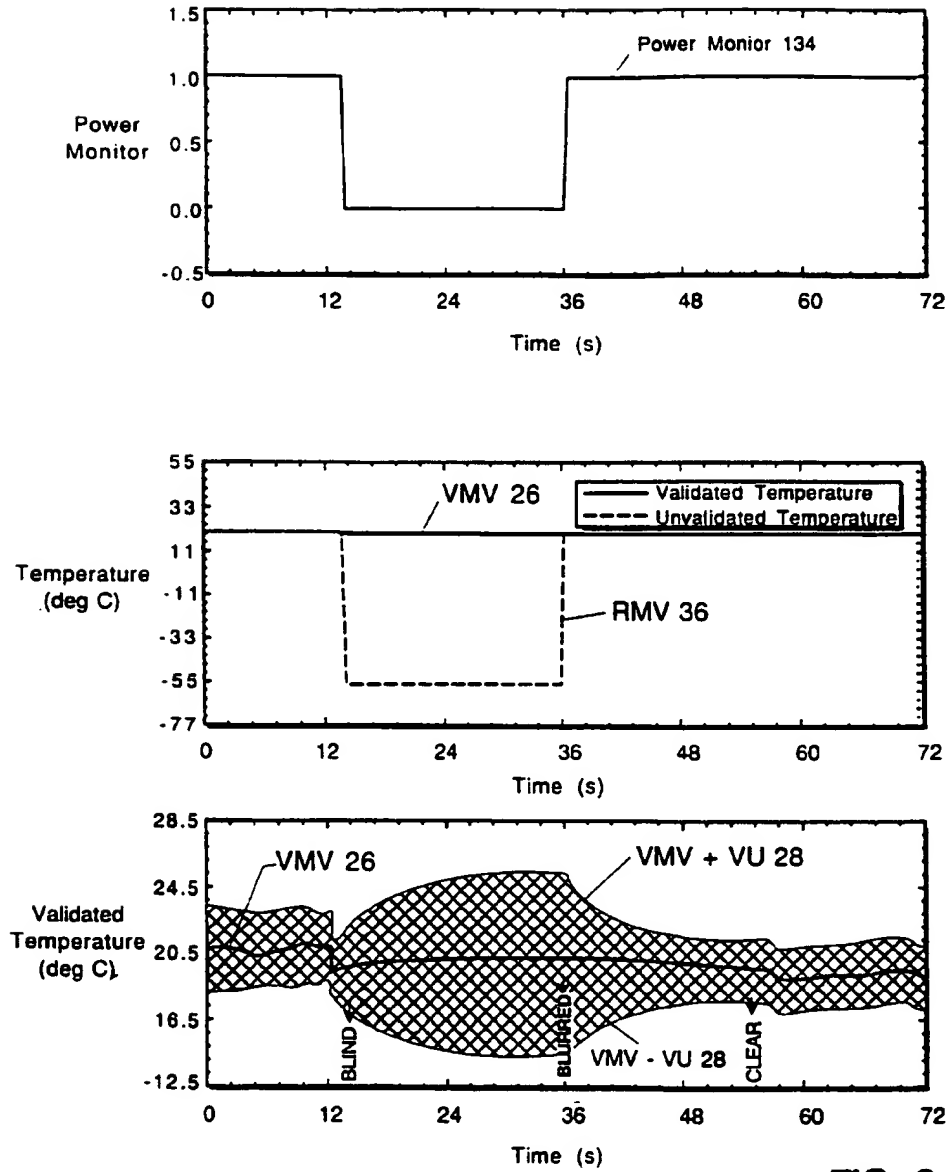 1.5
Power Monior 134
1.0
Power
Monitor
0.5
0.0
-0.5
0 12 24 36 48 60 72
Time (s)
55
VMV 26
Validated Temperature
33
Unvalidated Temperature
11
Temperature
(deg C)
-11
RMV 36
-33
-55
-77
0 12 24 36 48 60 72
Time (s)
28.5
VMV 26
VMV + VU 28
24.5
Validated
Temperature
(deg C)
20.5
16.5
BLIND
BLURRED
CLEAR
VMV - VU 28
-12.5
0 12 24 36 48 60 72
Time (s)